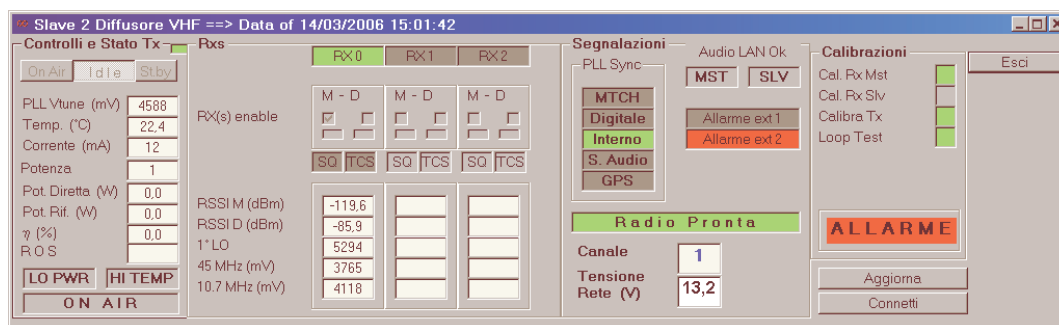 Slave 2 Diffusore VHF ==> Data of 14/03/2006 15:01:42
Controlli e Stato Tx
On Air Idle St.by
PLL Vtune (mV) 4588
Temp. (°C) 22,4
Corrente (mA) 12
Potenza 1
Pot. Diretta (W) 0,0
Pot. Rif. (W) 0,0
η (%) 0,0
R O S
LO PWR HI TEMP
ON AIR
Rxs
RX 0 RX 1 RX 2
M - D M - D M - D
RX(s) enable
SQ TCS SQ TCS SQ TCS
RSSI M (dBm) -119,6
RSSI D (dBm) -85,9
1° LO 5294
45 MHz (mV) 3765
10.7 MHz (mV) 4118
Segnalazioni
PLL Sync
MTCH
Digitale
Interno
S. Audio
GPS
Audio LAN Ok
MST SLV
Allarme ext 1
Allarme ext 2
Radio Pronta
Canale 1
Tensione
Rete (V) 13,2
Calibrazioni
Cal. Rx Mst
Cal. Rx Slv
Calibra Tx
Loop Test
ALLARME
Aggiorna
Connetti
Esci